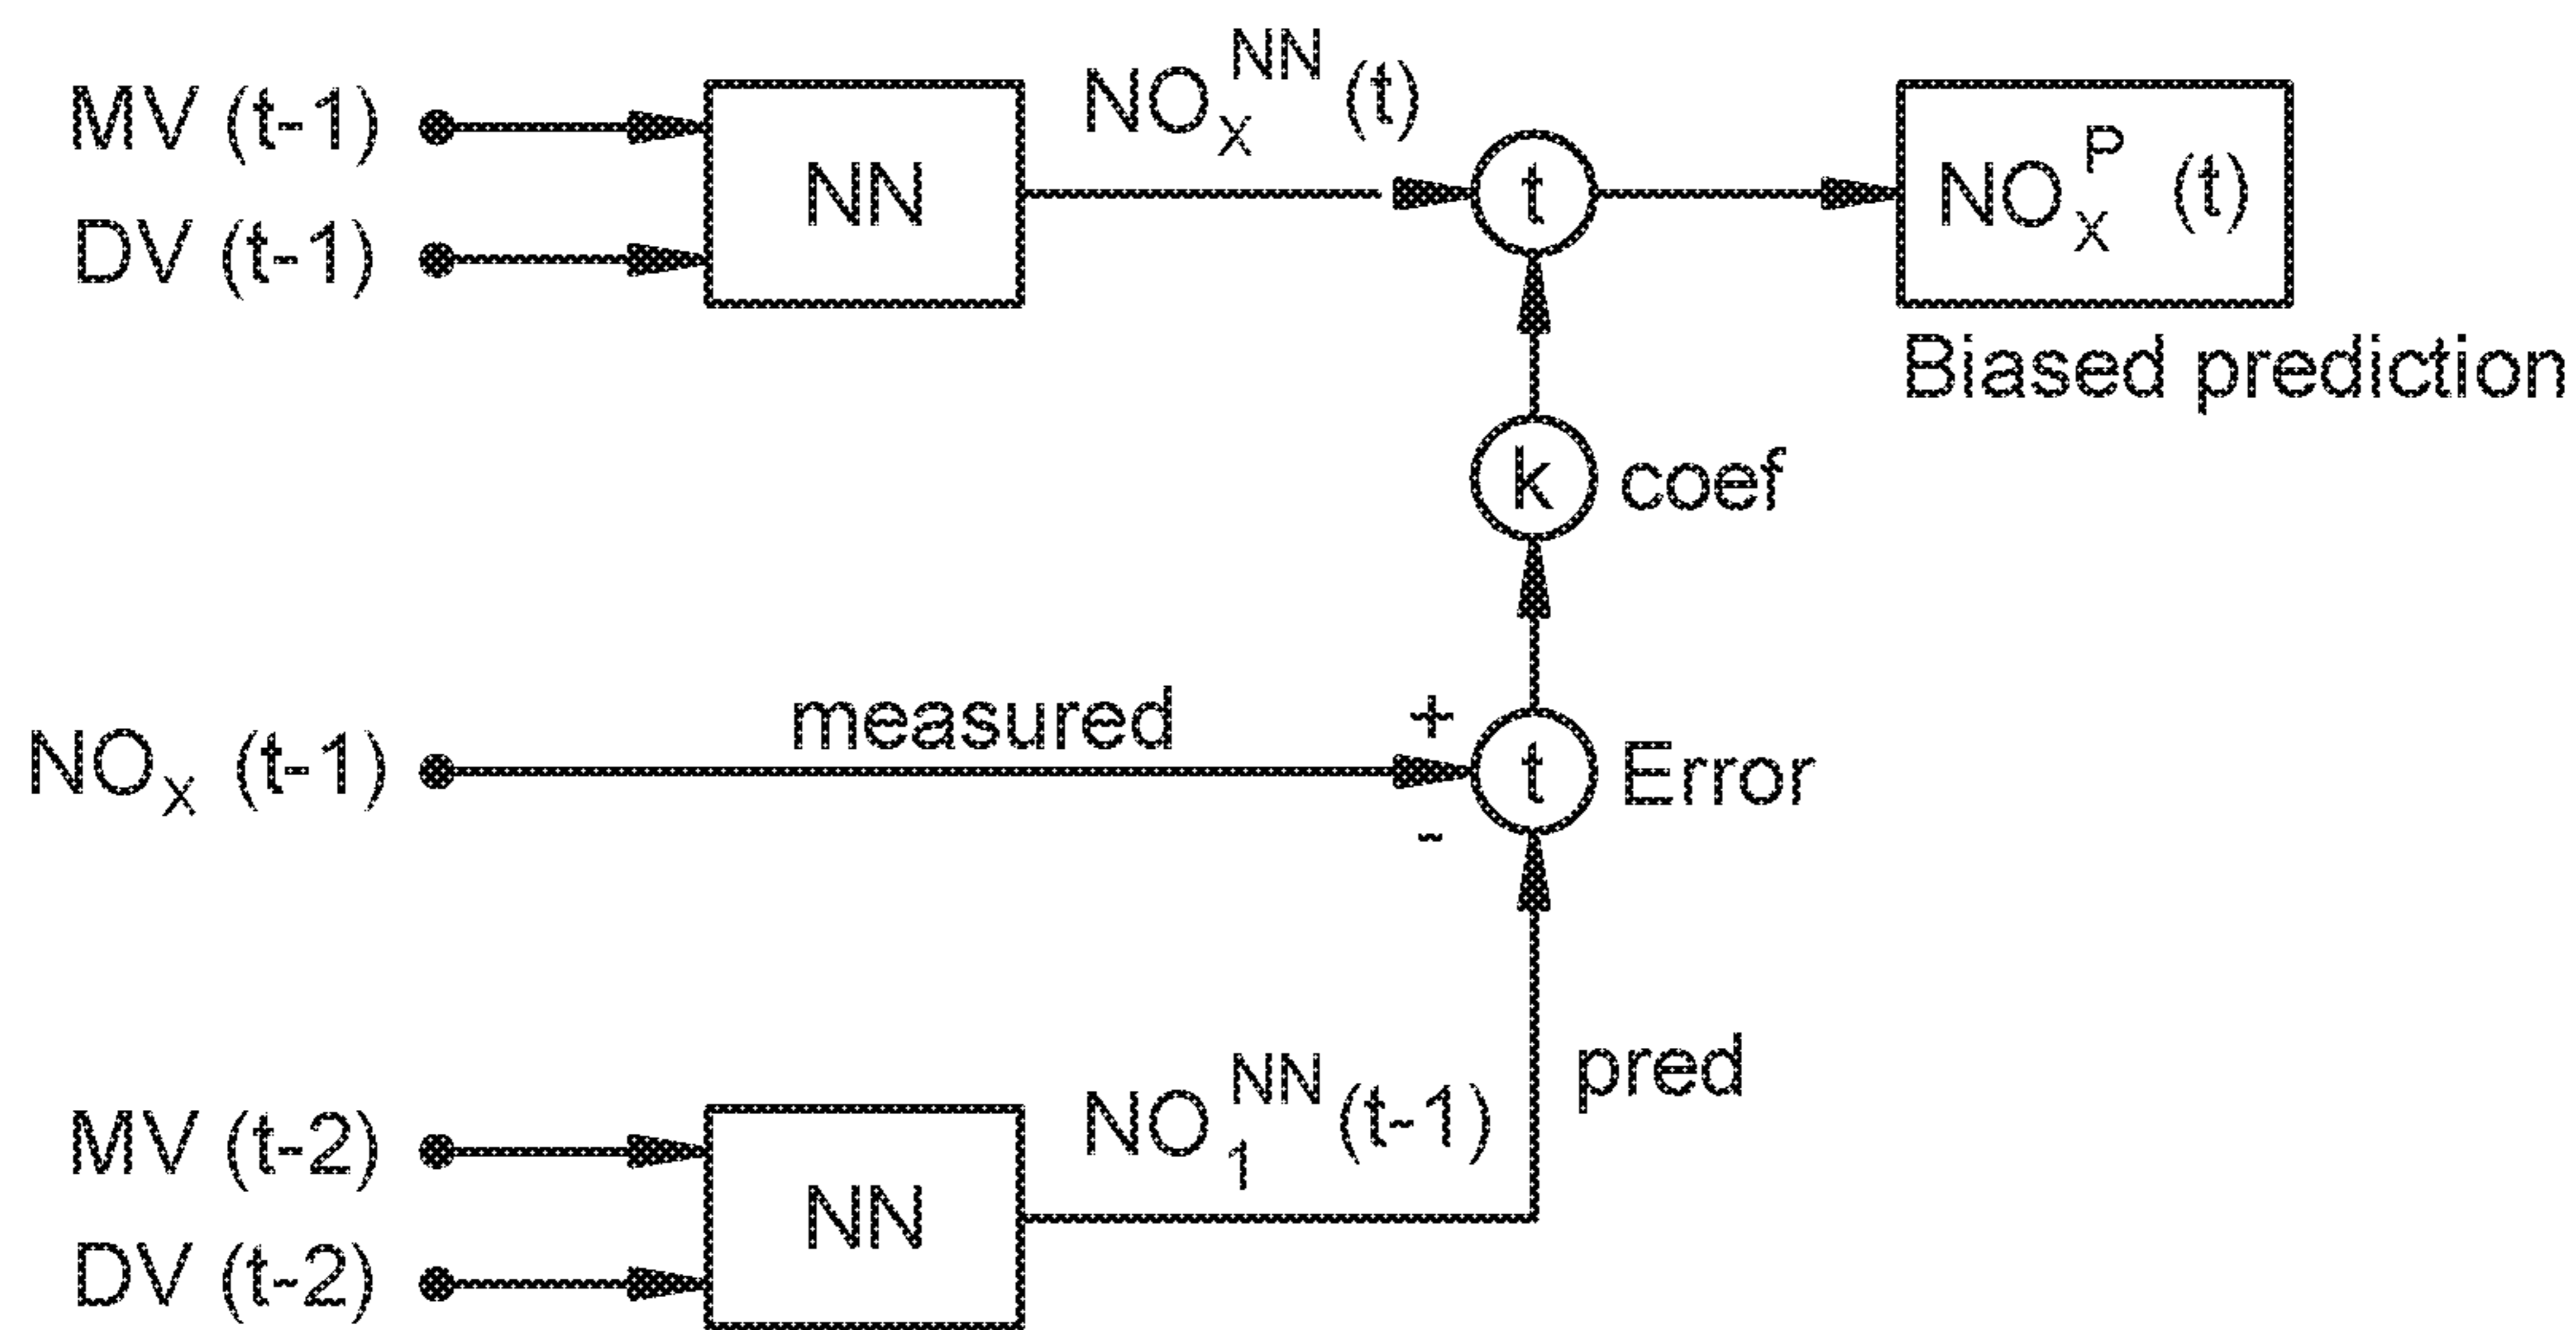 MV (t-1)
DV (t-1)
NN
NO_X^NN (t)
t
NO_X^P (t)
Biased prediction
k coef
NO_X (t-1)
measured
+
-
t Error
pred
MV (t-2)
DV (t-2)
NN
NO_1^NN (t-1)